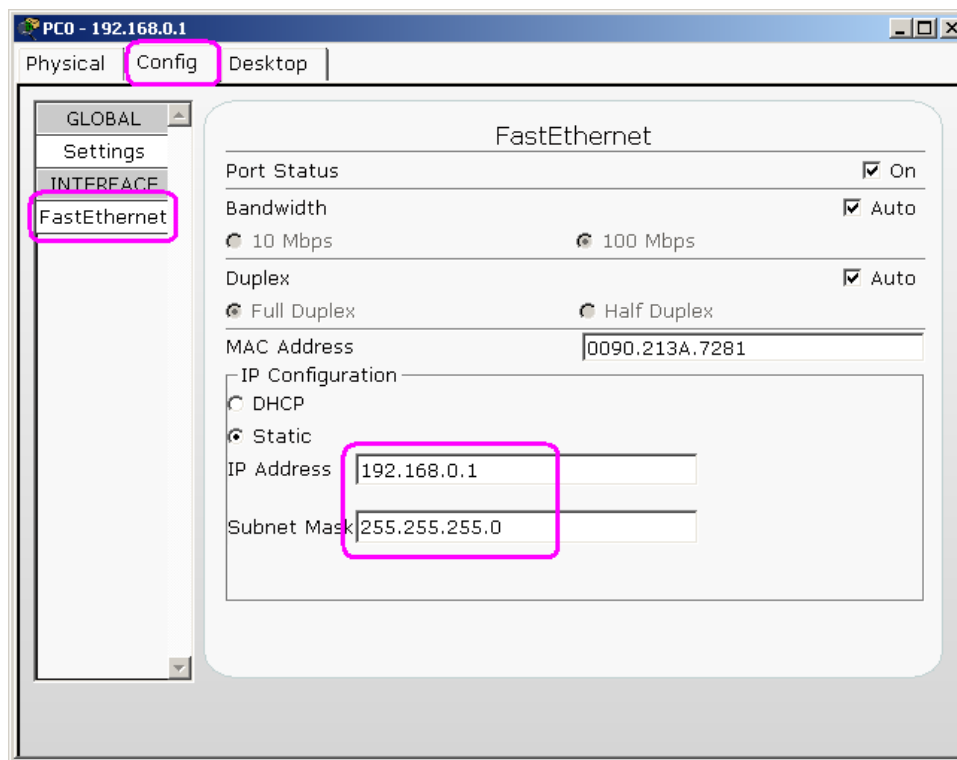 PC0 - 192.168.0.1
Physical Config Desktop
GLOBAL
Settings
INTERFACE
FastEthernet
FastEthernet
Port Status On
Bandwidth Auto
10 Mbps 100 Mbps
Duplex Auto
Full Duplex Half Duplex
MAC Address 0090.213A.7281
IP Configuration
DHCP
Static
IP Address 192.168.0.1
Subnet Mask 255.255.255.0